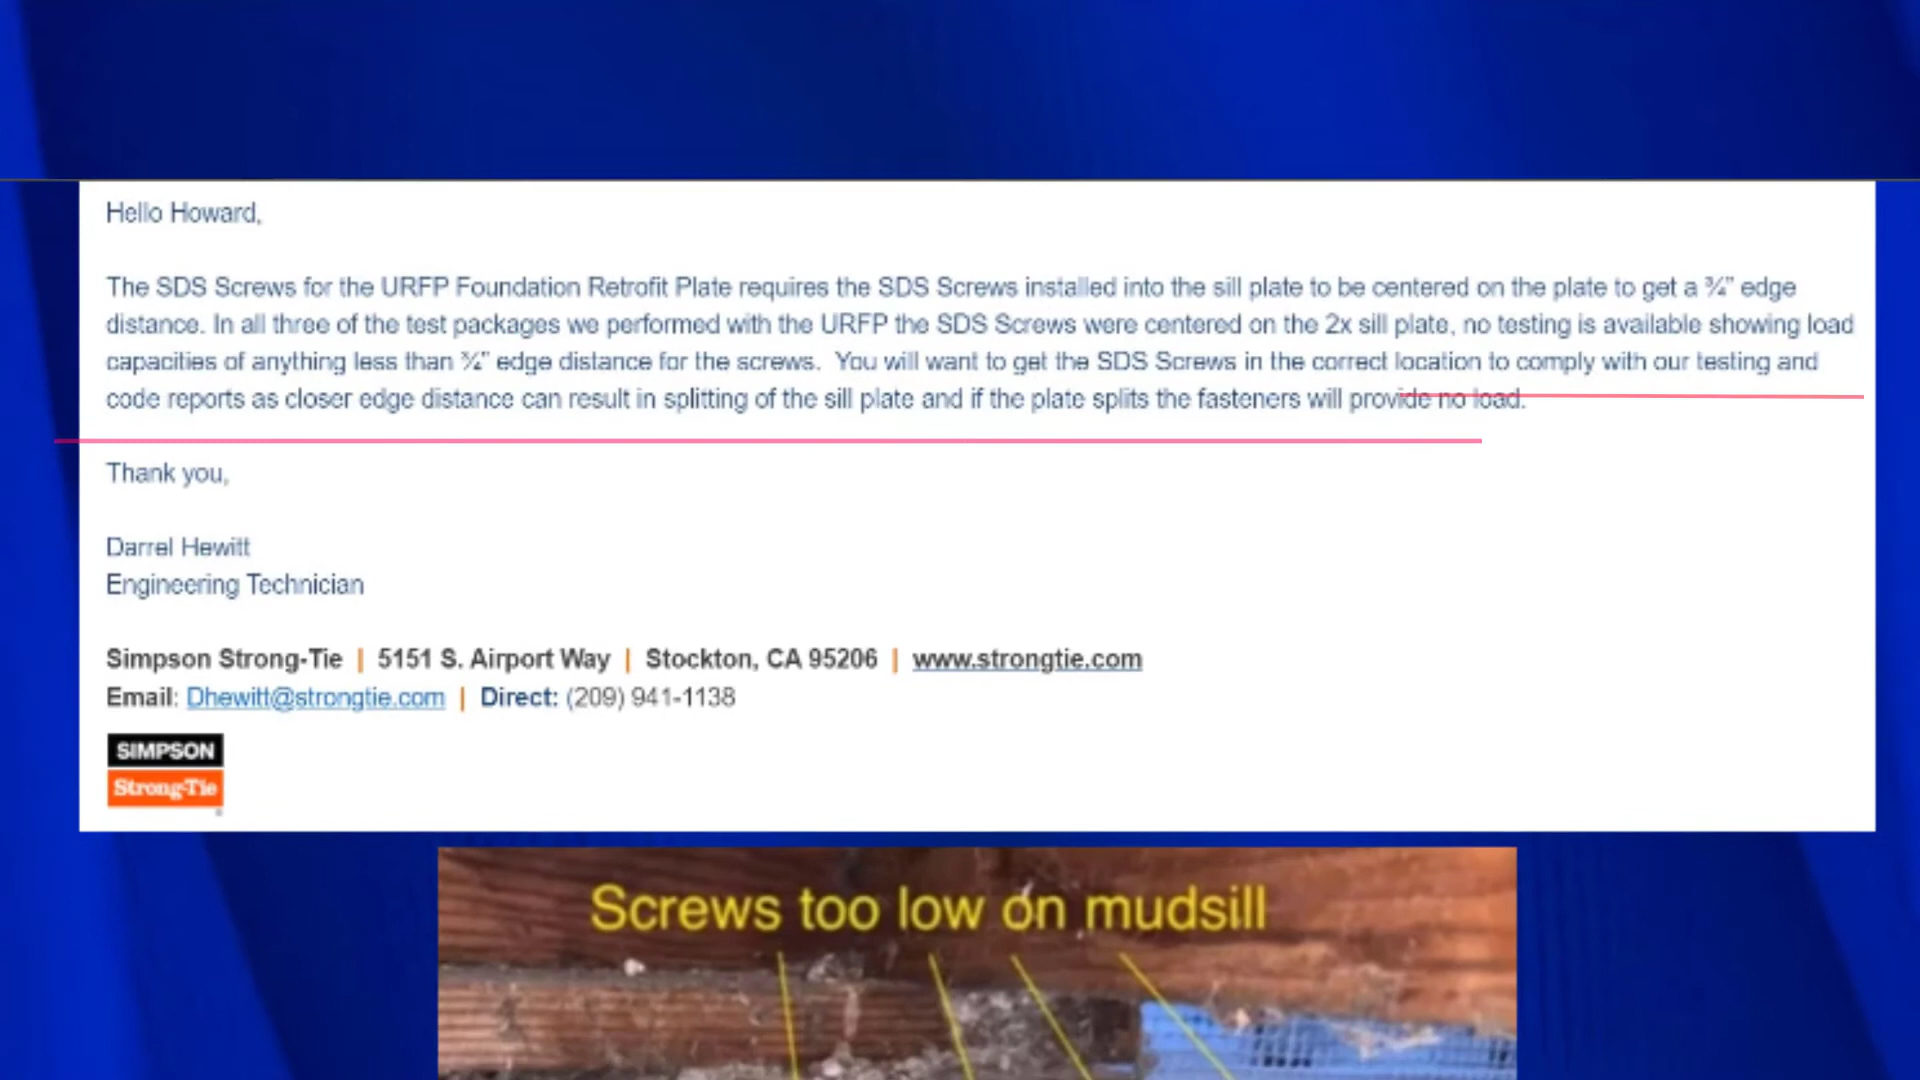 Hello Howard,
The SDS Screws for the URFP Foundation Retrofit Plate requires the SDS Screws installed into the sill plate to be centered on the plate to get a ¾” edge
distance. In all three of the test packages we performed with the URFP the SDS Screws were centered on the 2x sill plate, no testing is available showing load
capacities of anything less than ¾” edge distance for the screws. You will want to get the SDS Screws in the correct location to comply with our testing and
code reports as closer edge distance can result in splitting of the sill plate and if the plate splits the fasteners will provide no load.
Thank you,
Darrel Hewitt
Engineering Technician
Simpson Strong-Tie | 5151 S. Airport Way | Stockton, CA 95206 | www.strongtie.com
Email: Dhewitt@strongtie.com | Direct: (209) 941-1138
SIMPSON
Strong-Tie
Screws too low on mudsill